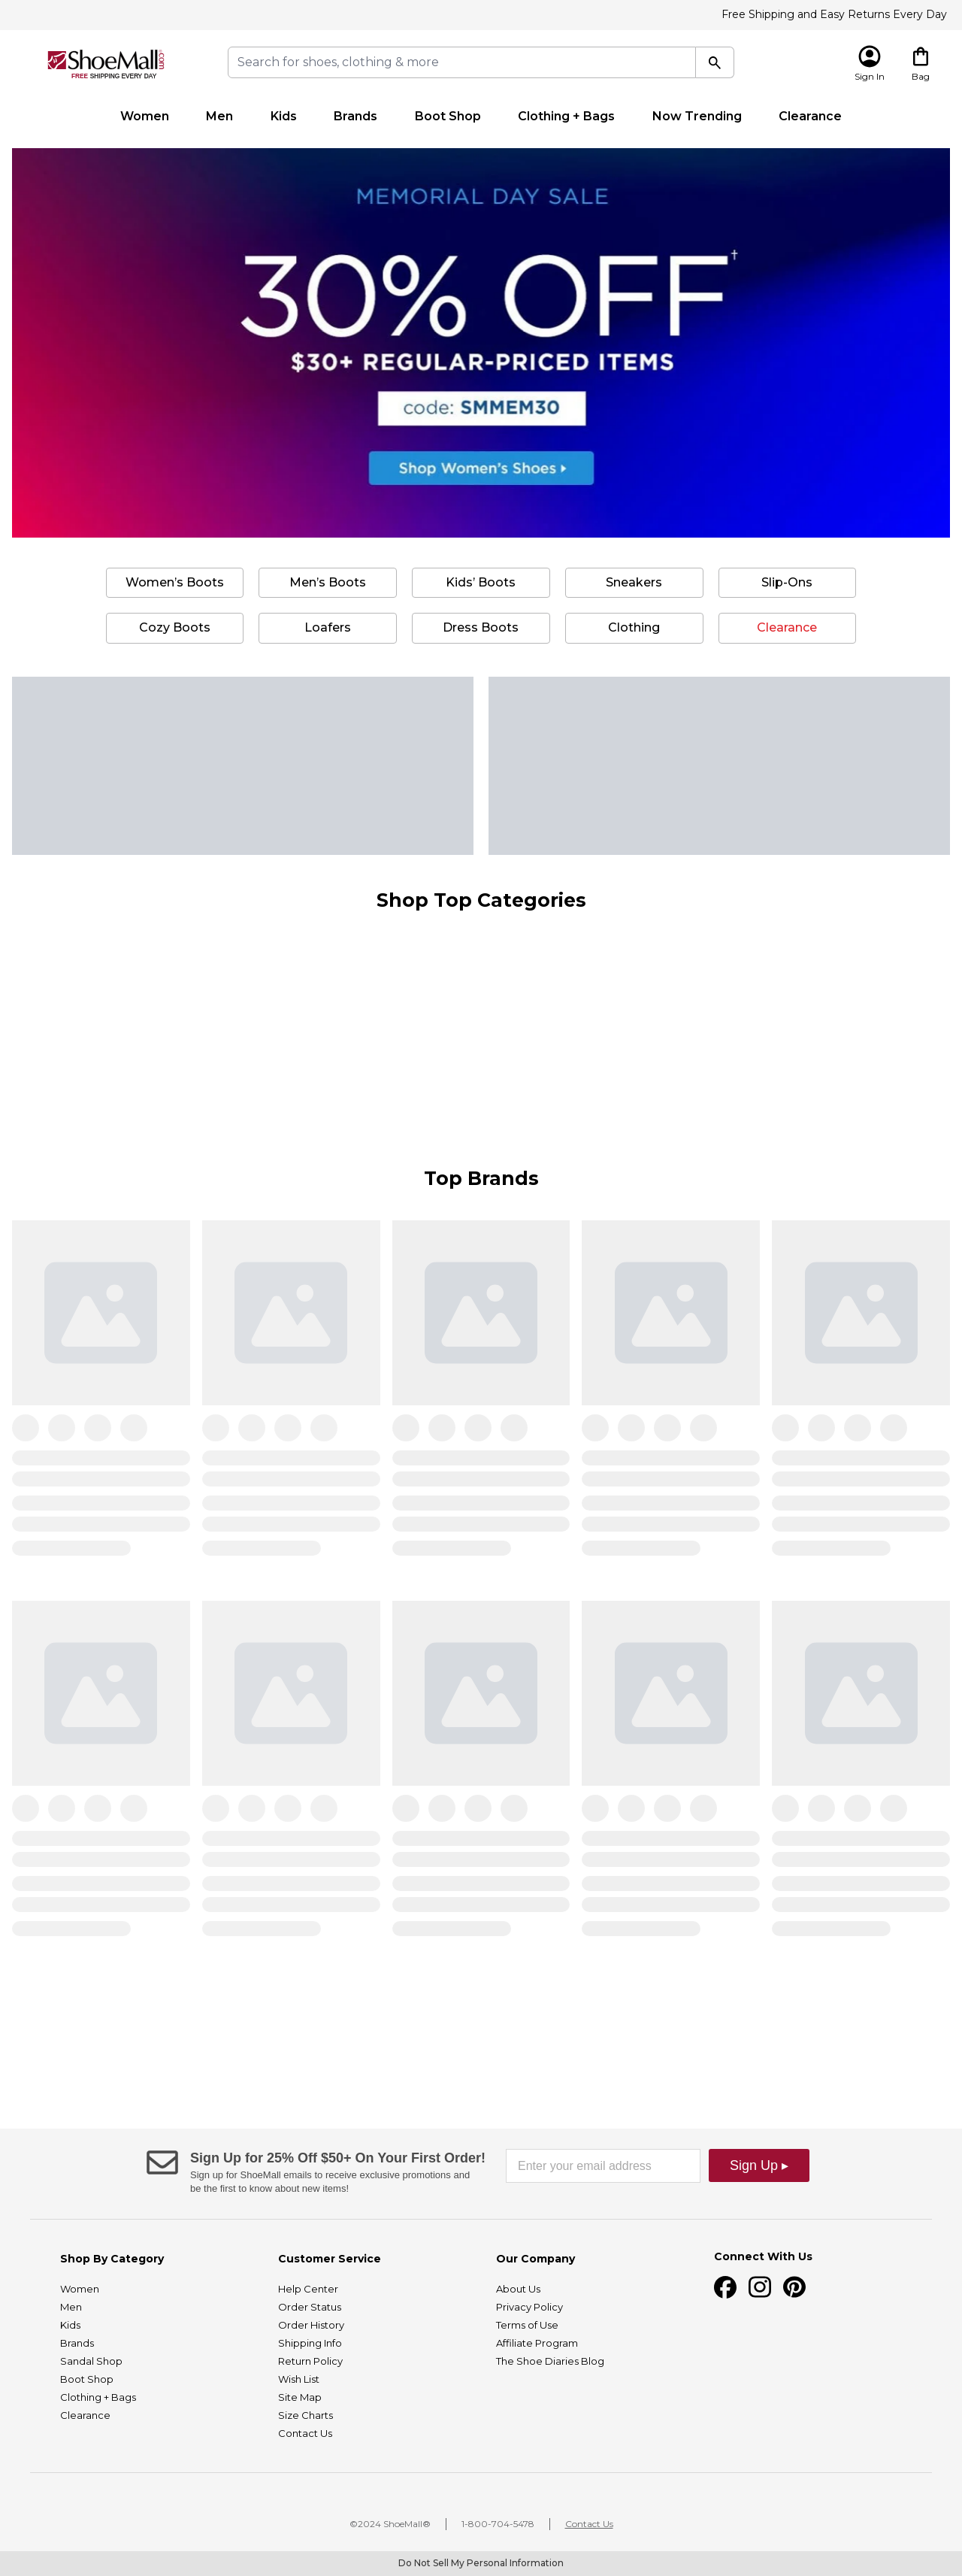 Free Shipping and Easy Returns Every Day
ShoeMall.com
FREE SHIPPING EVERY DAY
Search for shoes, clothing & more
Sign In
Bag
Women
Men
Kids
Brands
Boot Shop
Clothing + Bags
Now Trending
Clearance
MEMORIAL DAY SALE
30% OFF†
$30+ REGULAR-PRICED ITEMS
code: SMMEM30
Shop Women's Shoes
Women's Boots
Men's Boots
Kids' Boots
Sneakers
Slip-Ons
Cozy Boots
Loafers
Dress Boots
Clothing
Clearance
Shop Top Categories
Top Brands
Sign Up for 25% Off $50+ On Your First Order!
Sign up for ShoeMall emails to receive exclusive promotions and
be the first to know about new items!
Enter your email address
Sign Up ▸
Shop By Category
Women
Men
Kids
Brands
Sandal Shop
Boot Shop
Clothing + Bags
Clearance
Customer Service
Help Center
Order Status
Order History
Shipping Info
Return Policy
Wish List
Site Map
Size Charts
Contact Us
Our Company
About Us
Privacy Policy
Terms of Use
Affiliate Program
The Shoe Diaries Blog
Connect With Us
©2024 ShoeMall®
1-800-704-5478
Contact Us
Do Not Sell My Personal Information